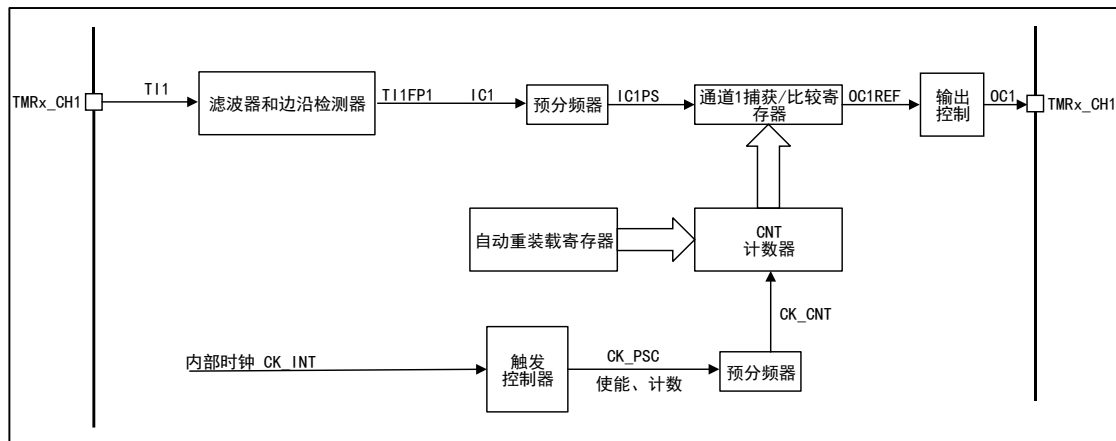 TMRx_CH1
TI1
滤波器和边沿检测器
TI1FP1
IC1
预分频器
IC1PS
通道1捕获/比较寄
存器
OC1REF
输出
控制
OC1
TMRx_CH1
自动重装载寄存器
CNT
计数器
CK_CNT
内部时钟 CK_INT
触发
控制器
CK_PSC
使能、计数
预分频器